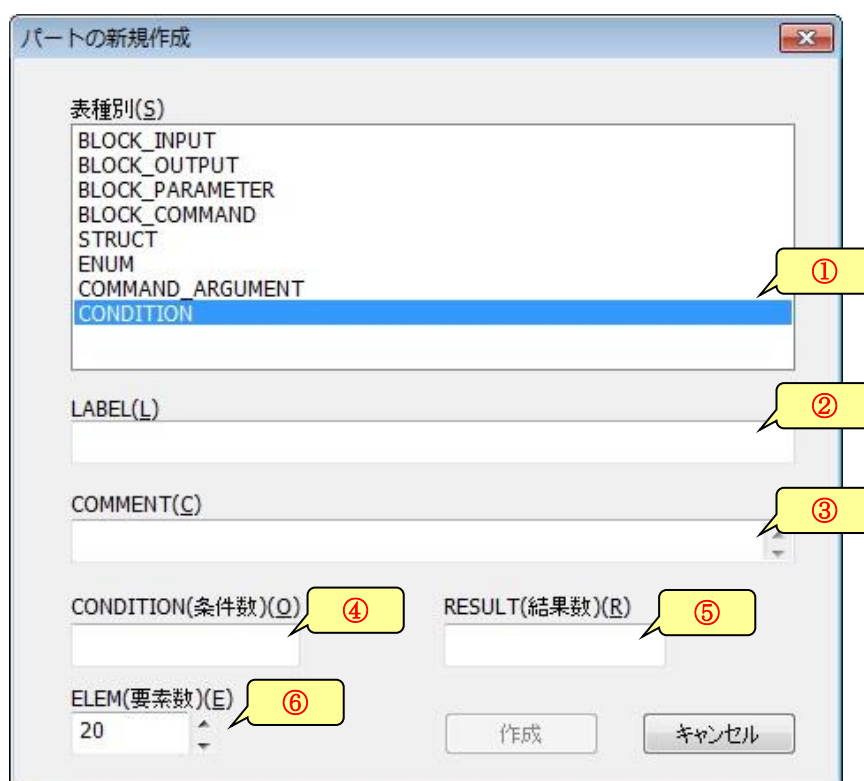 パートの新規作成
表種別(S)
BLOCK_INPUT
BLOCK_OUTPUT
BLOCK_PARAMETER
BLOCK_COMMAND
STRUCT
ENUM
COMMAND_ARGUMENT
CONDITION
①
LABEL(L)
②
COMMENT(C)
③
CONDITION(条件数)(O)
④
RESULT(結果数)(R)
⑤
ELEM(要素数)(E)
⑥
20
作成
キャンセル